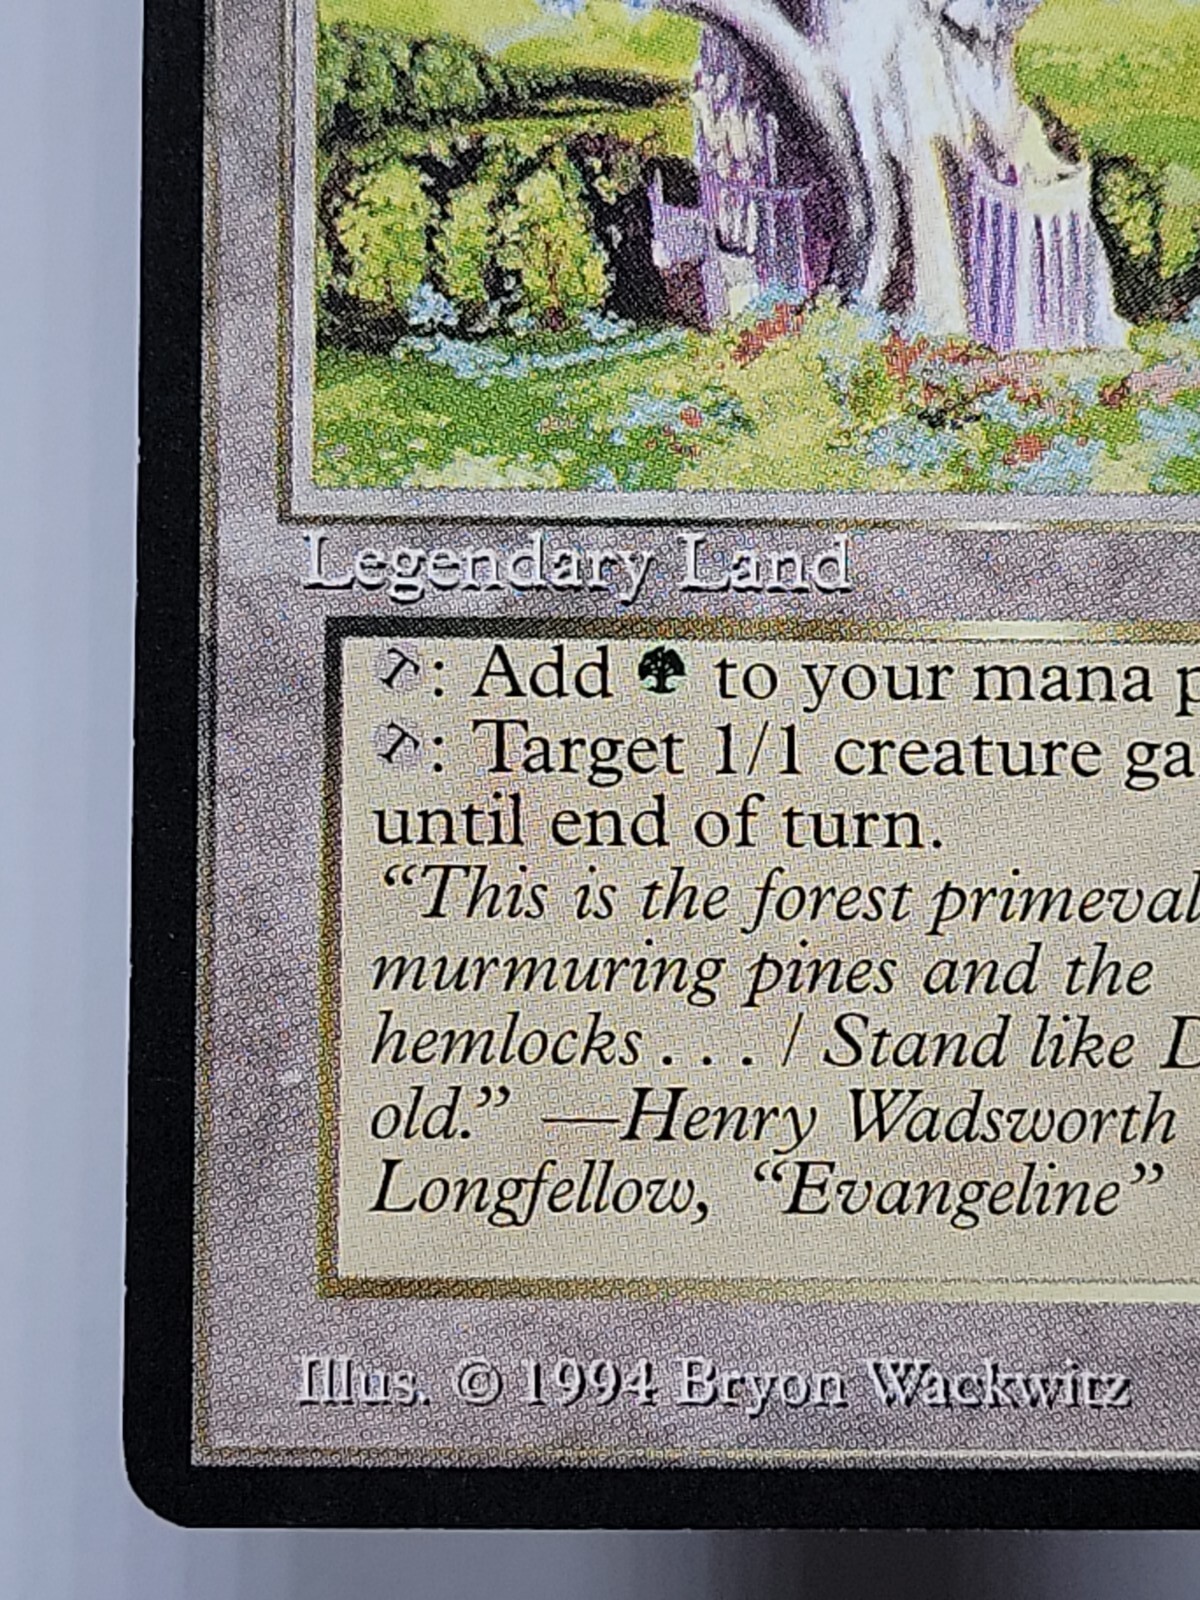 Legendary Land
: Add to your mana
: Target 1/1 creature
until end of turn.
“This is the forest primeval
murmuring pines and the
hemlocks . . . / Stand like
old.” —Henry Wadsworth
Longfellow, “Evangeline”
Illus. © 1994 Bryon Wackwitz